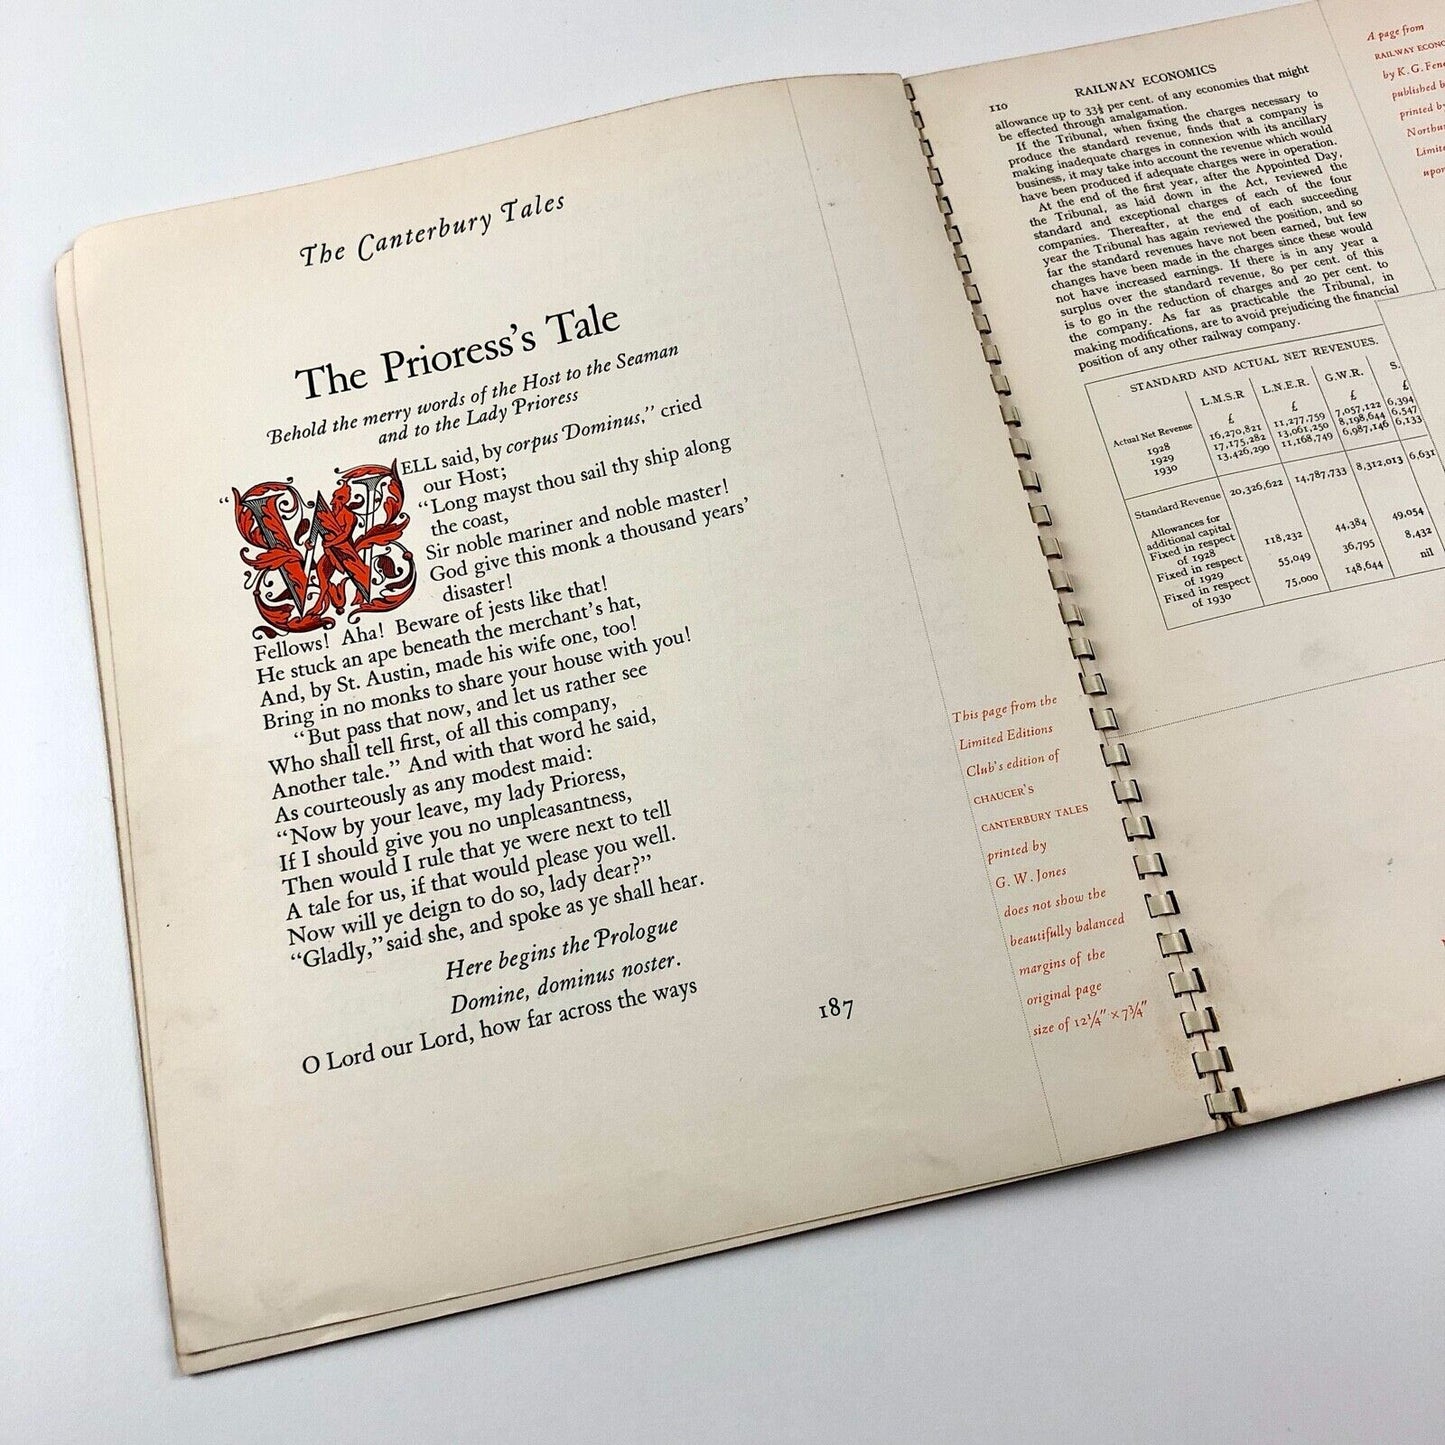 The Canterbury Tales
The Prioress's Tale
Behold the merry words of the Host to the Seaman
and to the Lady Prioress
"WELL said, by corpus Dominus," cried
our Host;
"Long mayst thou sail thy ship along
the coast,
Sir noble mariner and noble master!
God give this monk a thousand years'
disaster!
Fellows! Aha! Beware of jests like that!
He stuck an ape beneath the merchant's hat,
And, by St. Austin, made his wife one, too!
Bring in no monks to share your house with you!
"But pass that now, and let us rather see
Who shall tell first, of all this company,
Another tale." And with that word he said,
As courteously as any modest maid:
"Now by your leave, my lady Prioress,
If I should give you no unpleasantness,
Then would I rule that ye were next to tell
A tale for us, if that would please you well.
Now will ye deign to do so, lady dear?"
"Gladly," said she, and spoke as ye shall hear.
Here begins the Prologue
Domine, dominus noster.
O Lord our Lord, how far across the ways
187
This page from the
Limited Editions
Club's edition of
CHAUCER'S
CANTERBURY TALES
printed by
G. W. Jones
does not show the
beautifully balanced
margins of the
original page
size of 12¼" × 7¾"
110 RAILWAY ECONOMICS
allowance up to 33⅓ per cent. of any economies that might
be effected through amalgamation.
If the Tribunal, when fixing the charges necessary to
produce the standard revenue, finds that a company is
making inadequate charges in connexion with its ancillary
business, it may take into account the revenue which would
have been produced if adequate charges were in operation.
At the end of the first year, after the Appointed Day,
the Tribunal, as laid down in the Act, reviewed the
standard and exceptional charges of each of the four
companies. Thereafter, at the end of each succeeding
year the Tribunal has again reviewed the position, and so
far the standard revenues have not been earned, but few
changes have been made in the charges since these would
not have increased earnings. If there is in any year a
surplus over the standard revenue, 80 per cent. of this
is to go in the reduction of charges and 20 per cent. to
the company. As far as practicable the Tribunal, in
making modifications, are to avoid prejudicing the financial
position of any other railway company.
STANDARD AND ACTUAL NET REVENUES.
L.M.S.R L.N.E.R. G.W.R. S.
£ £ £ £
Actual Net Revenue
1928 16,270,821 11,277,759 7,057,122 6,394
1929 17,175,282 13,061,250 8,198,644 6,547
1930 13,426,290 11,168,749 6,987,146 6,133
Standard Revenue 20,326,622 14,787,733 8,312,013 6,631
Allowances for
additional capital
Fixed in respect
of 1928 118,232 44,384 49,054
Fixed in respect
of 1929 55,049 36,795 8,432
Fixed in respect
of 1930 75,000 148,644 nil
A page from
RAILWAY
by K. G.
published
printed
Limited
upon